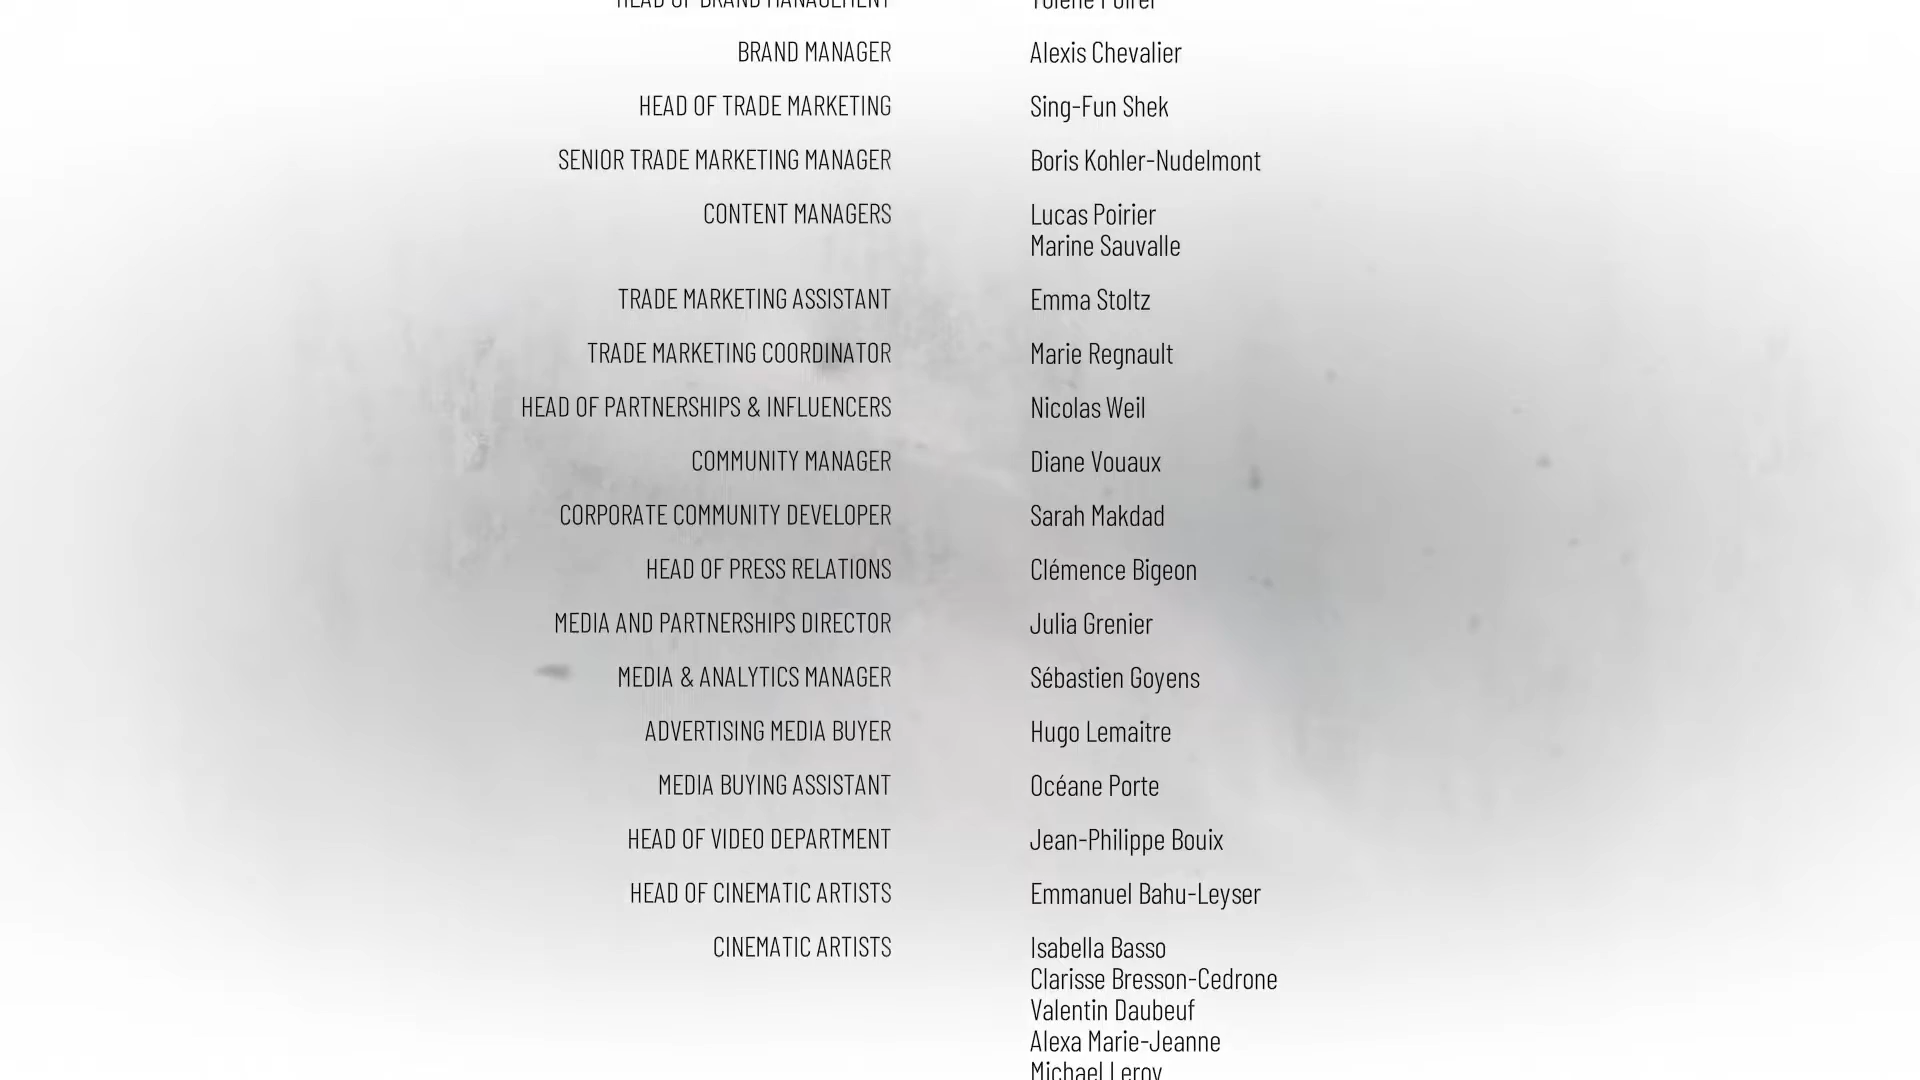 HEAD OF BRAND MANAGEMENT
BRAND MANAGER Alexis Chevalier
HEAD OF TRADE MARKETING Sing-Fun Shek
SENIOR TRADE MARKETING MANAGER Boris Kohler-Nudelmont
CONTENT MANAGERS Lucas Poirier
Marine Sauvalle
TRADE MARKETING ASSISTANT Emma Stoltz
TRADE MARKETING COORDINATOR Marie Regnault
HEAD OF PARTNERSHIPS & INFLUENCERS Nicolas Weil
COMMUNITY MANAGER Diane Vouaux
CORPORATE COMMUNITY DEVELOPER Sarah Makdad
HEAD OF PRESS RELATIONS Clémence Bigeon
MEDIA AND PARTNERSHIPS DIRECTOR Julia Grenier
MEDIA & ANALYTICS MANAGER Sébastien Goyens
ADVERTISING MEDIA BUYER Hugo Lemaitre
MEDIA BUYING ASSISTANT Océane Porte
HEAD OF VIDEO DEPARTMENT Jean-Philippe Bouix
HEAD OF CINEMATIC ARTISTS Emmanuel Bahu-Leyser
CINEMATIC ARTISTS Isabella Basso
Clarisse Bresson-Cedrone
Valentin Daubeuf
Alexa Marie-Jeanne
Michael Leroy